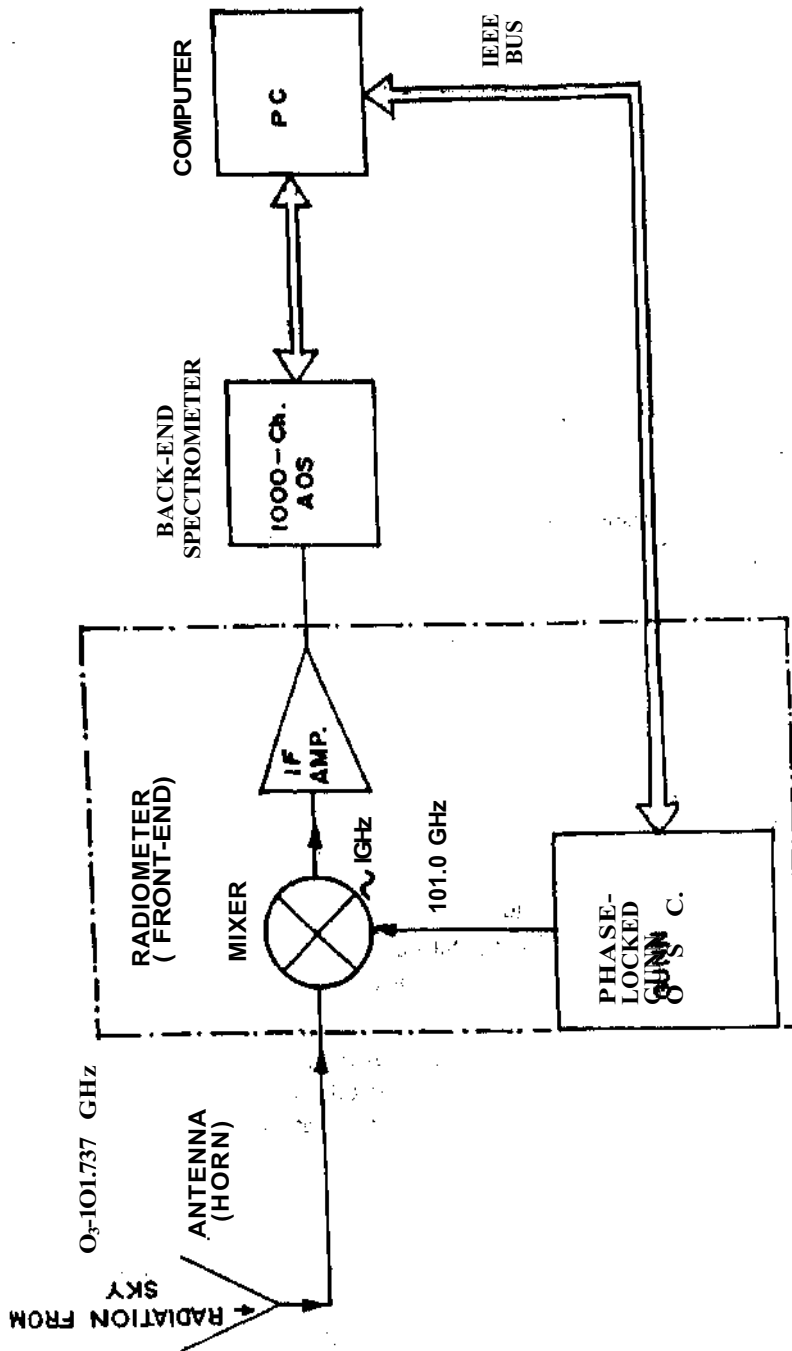 RADIATION FROM
SKY
O₃-101.737 GHz
ANTENNA
(HORN)
RADIOMETER
( FRONT-END)
MIXER
~ 1GHz
101.0 GHz
IF
AMP.
PHASE-
LOCKED
GUNN
O S C.
BACK-END
SPECTROMETER
1000-Ch.
AOS
COMPUTER
PC
IEEE
BUS